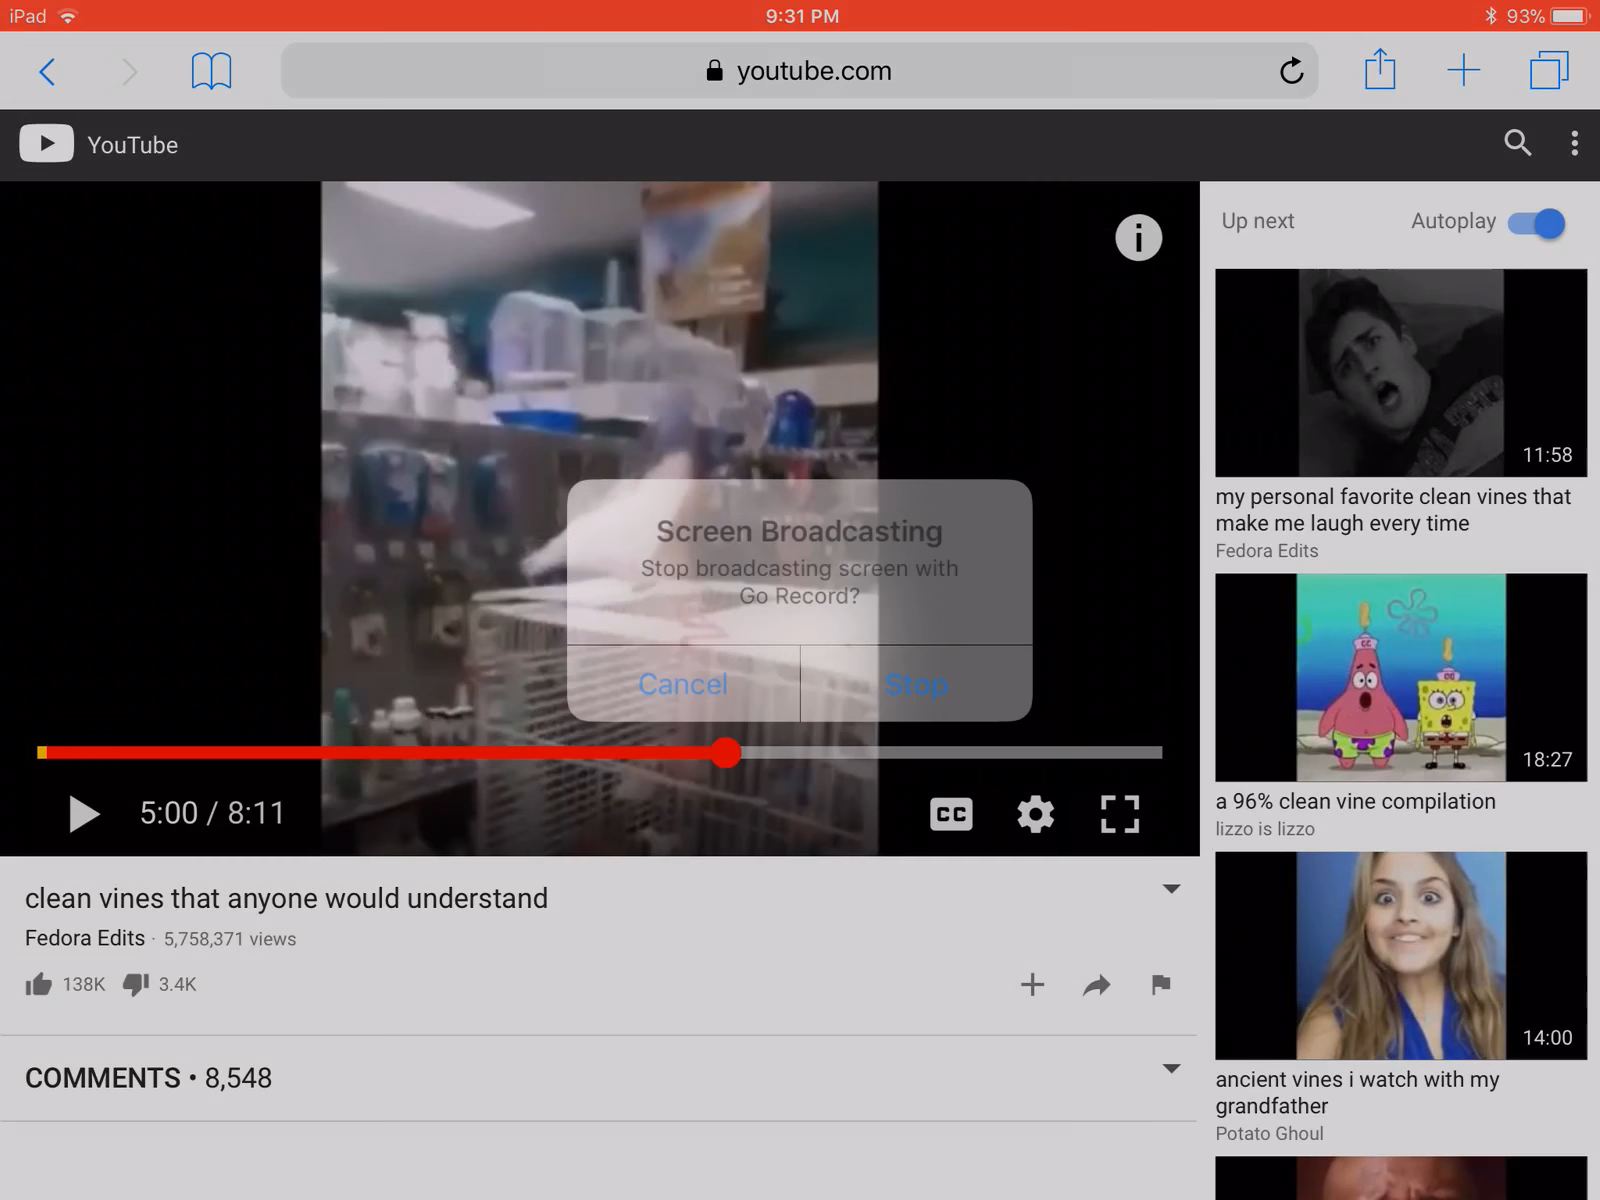 iPad
9:31 PM
93%
youtube.com
YouTube
Up next
Autoplay
11:58
my personal favorite clean vines that
make me laugh every time
Fedora Edits
18:27
a 96% clean vine compilation
lizzo is lizzo
14:00
ancient vines i watch with my
grandfather
Potato Ghoul
Screen Broadcasting
Stop broadcasting screen with
Go Record?
Cancel
Stop
5:00 / 8:11
CC
clean vines that anyone would understand
Fedora Edits · 5,758,371 views
138K
3.4K
COMMENTS • 8,548